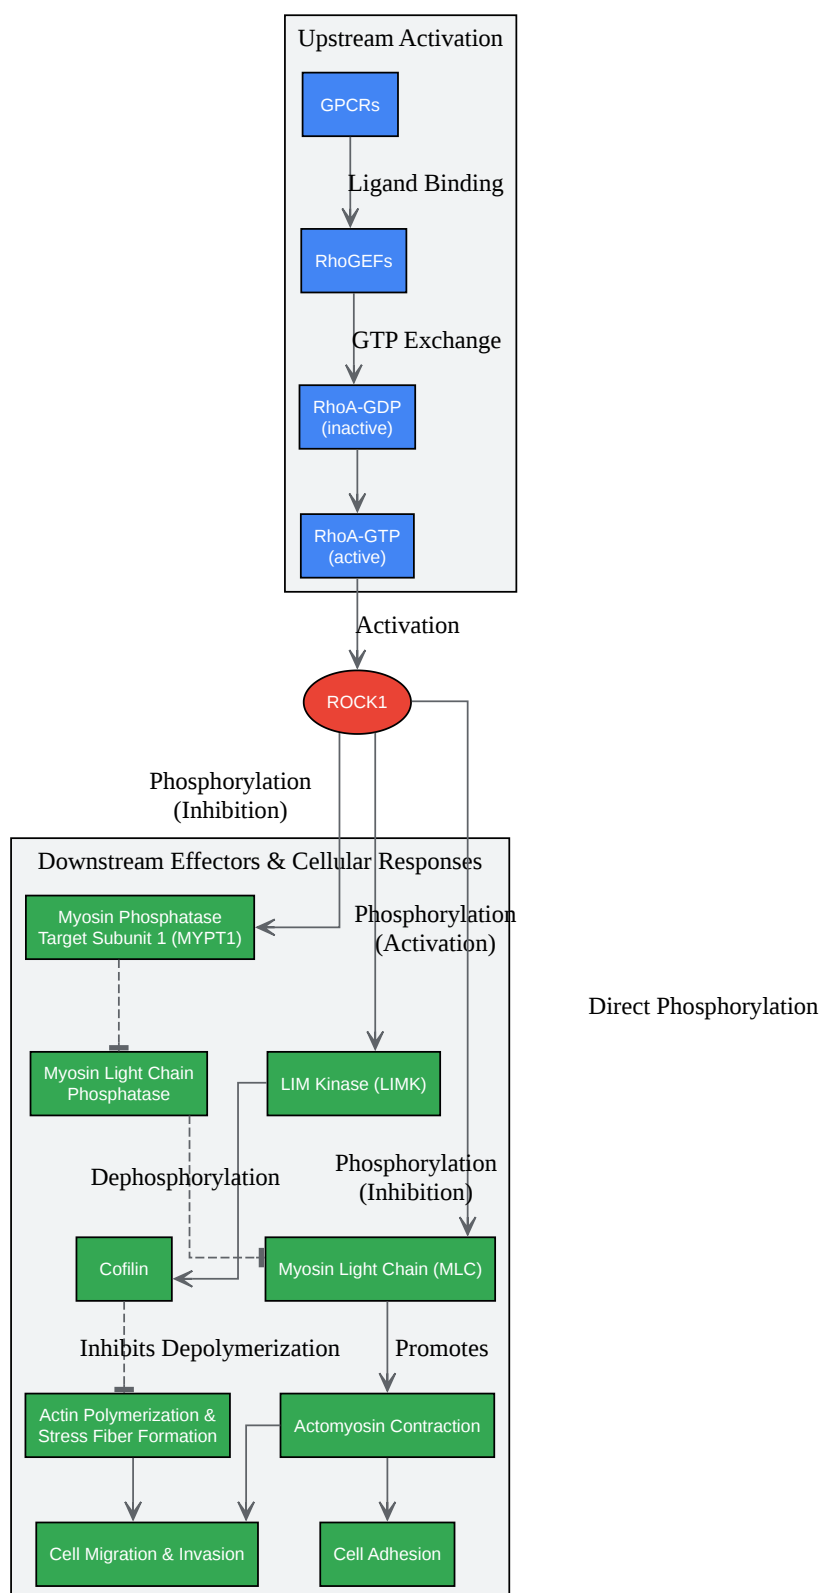 Upstream Activation
GPCRs
Ligand Binding
RhoGEFs
GTP Exchange
RhoA-GDP
(inactive)
RhoA-GTP
(active)
Activation
ROCK1
Phosphorylation
(Inhibition)
Downstream Effectors & Cellular Responses
Myosin Phosphatase
Target Subunit 1 (MYPT1)
Phosphorylation
(Activation)
Direct Phosphorylation
Myosin Light Chain
Phosphatase
LIM Kinase (LIMK)
Dephosphorylation
Phosphorylation
(Inhibition)
Cofilin
Myosin Light Chain (MLC)
Inhibits Depolymerization
Promotes
Actin Polymerization &
Stress Fiber Formation
Actomyosin Contraction
Cell Migration & Invasion
Cell Adhesion